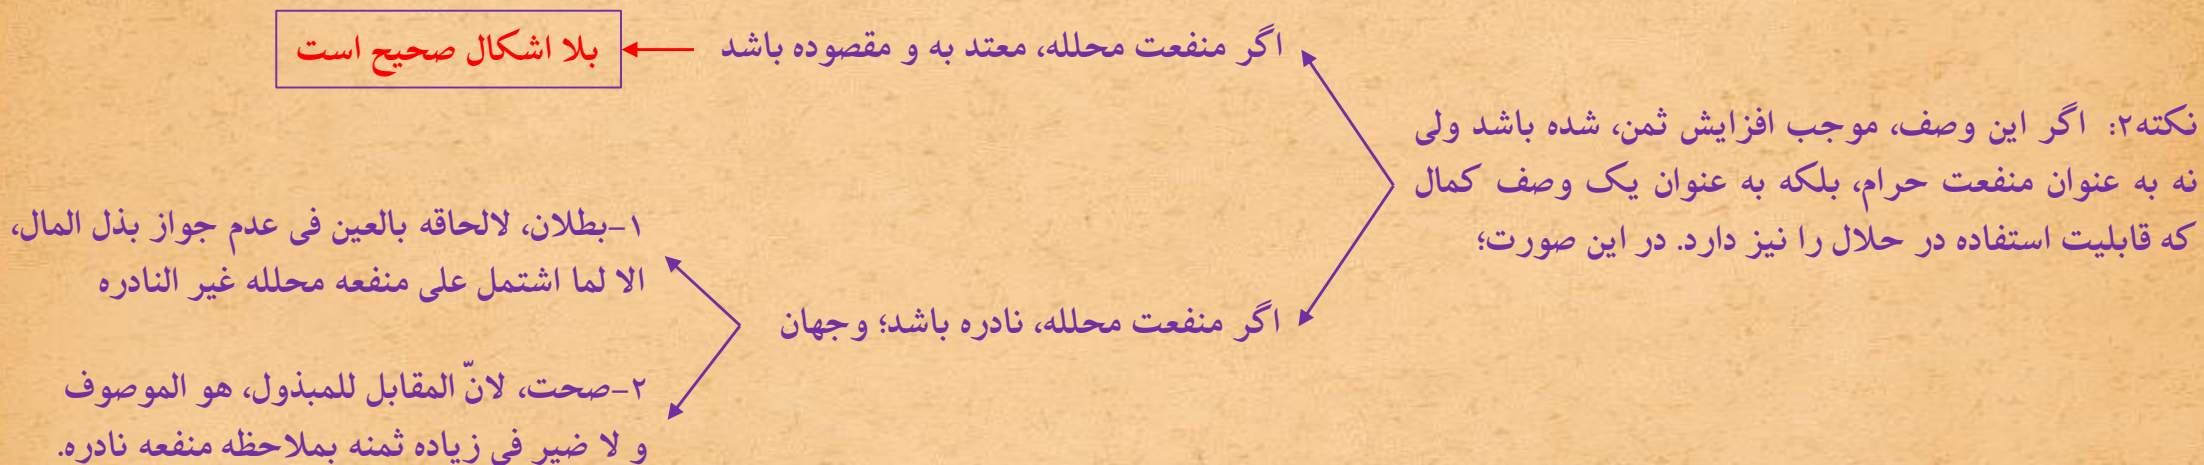 نکته۲: اگر این وصف، موجب افزایش ثمن، شده باشد ولی
نه به عنوان منفعت حرام، بلکه به عنوان یک وصف کمال
که قابلیت استفاده در حلال را نیز دارد. در این صورت؛
اگر منفعت محلله، معتد به و مقصوده باشد
بلا اشکال صحیح است
اگر منفعت محلله، نادره باشد؛ وجهان
۱-بطلان، لالحاقه بالعین فی عدم جواز بذل المال،
الا لما اشتمل علی منفعه محلله غیر النادره
۲-صحت، لانّ المقابل للمبذول، هو الموصوف
و لا ضیر فی زیاده ثمنه بملاحظه منفعه نادره.